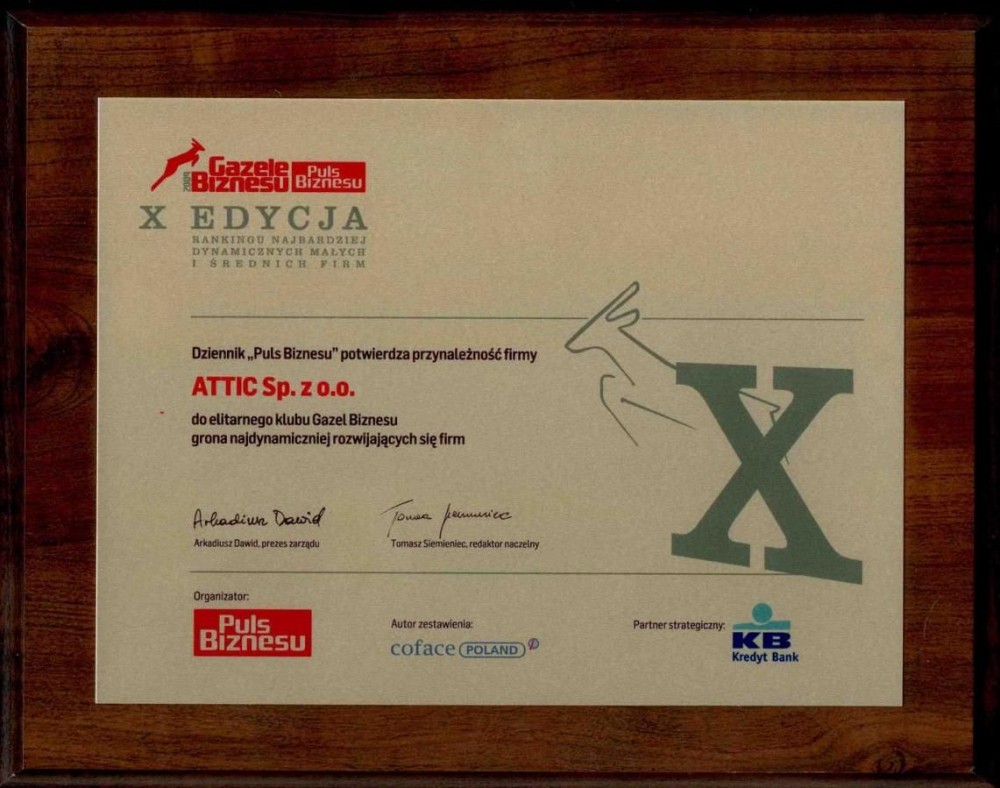 2009
Gazele
Biznesu
Puls
Biznesu
X EDYCJA
RANKINGU NAJBARDZIEJ
DYNAMICZNYCH MAŁYCH
I ŚREDNICH FIRM
Dziennik „Puls Biznesu” potwierdza przynależność firmy
ATTIC Sp. z o.o.
do elitarnego klubu Gazel Biznesu
grona najdynamiczniej rozwijających się firm
X
Arkadiusz Dawid
Arkadiusz Dawid, prezes zarządu
Tomasz Siemieniec
Tomasz Siemieniec, redaktor naczelny
Organizator:
Puls
Biznesu
Autor zestawienia:
coface POLAND
Partner strategiczny:
KB
Kredyt Bank